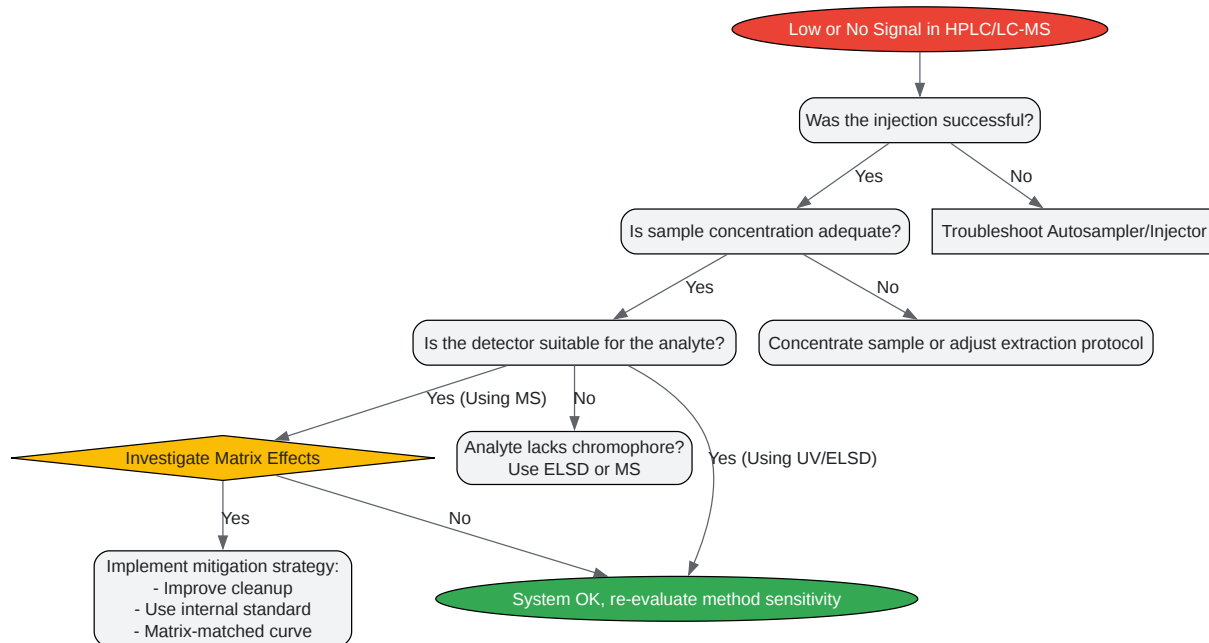 Low or No Signal in HPLC/LC-MS
Was the injection successful?
Yes
No
Is sample concentration adequate?
Troubleshoot Autosampler/Injector
Yes
No
Is the detector suitable for the analyte?
Concentrate sample or adjust extraction protocol
Yes (Using MS)
No
Yes (Using UV/ELSD)
Investigate Matrix Effects
Analyte lacks chromophore?
Use ELSD or MS
Yes
No
Implement mitigation strategy:
- Improve cleanup
- Use internal standard
- Matrix-matched curve
System OK, re-evaluate method sensitivity